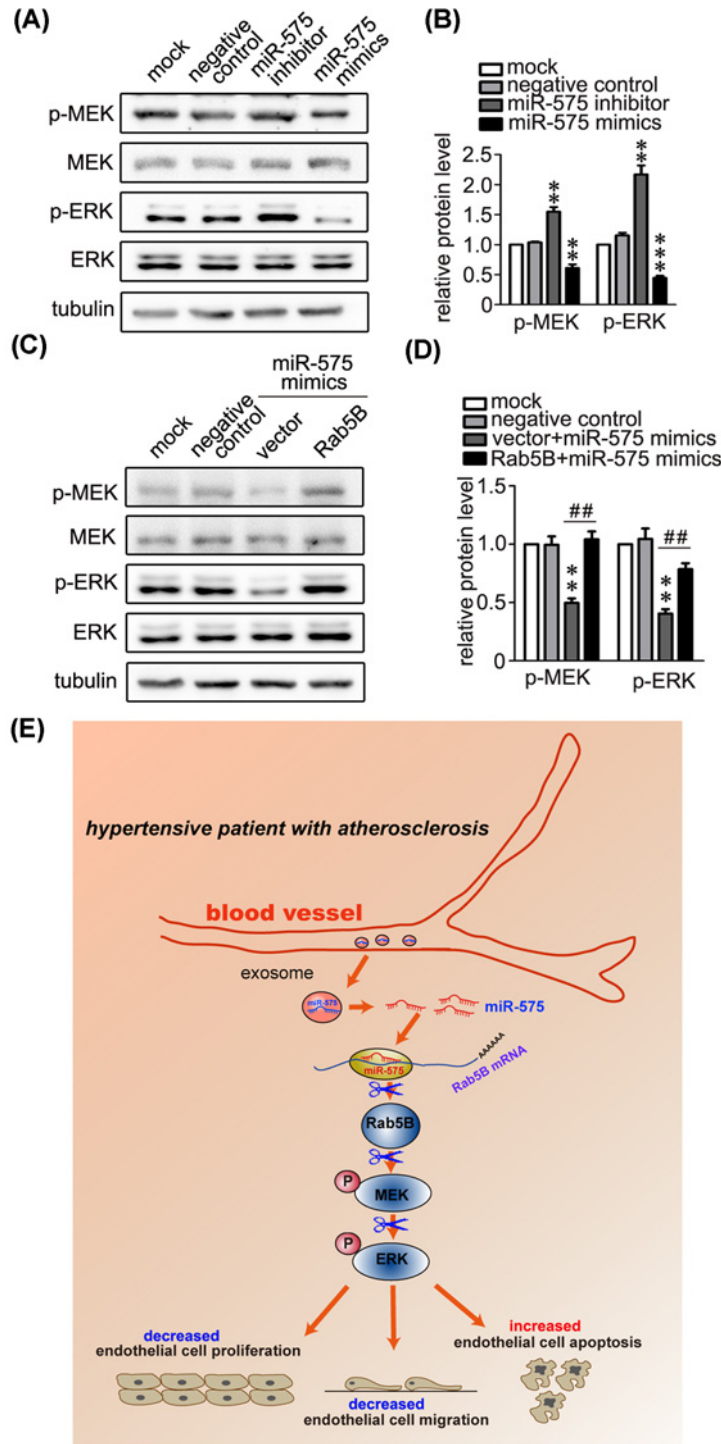 (A)
mock
negative
control
miR-575
inhibitor
miR-575
mimics
p-MEK
MEK
p-ERK
ERK
tubulin
(B)
mock
negative control
miR-575 inhibitor
miR-575 mimics
relative protein level
2.5
2.0
1.5
1.0
0.5
0
**
**
**
***
p-MEK
p-ERK
(C)
miR-575
mimics
mock
negative
control
vector
Rab5B
p-MEK
MEK
p-ERK
ERK
tubulin
(D)
mock
negative control
vector+miR-575 mimics
Rab5B+miR-575 mimics
relative protein level
1.5
1.0
0.5
0
##
**
##
**
p-MEK
p-ERK
(E)
hypertensive patient with atherosclerosis
blood vessel
exosome
miR-575
miR-575
AAAAAA
miR-575
Rab5B mRNA
Rab5B
P
MEK
P
ERK
decreased
endothelial cell proliferation
decreased
endothelial cell migration
increased
endothelial cell apoptosis